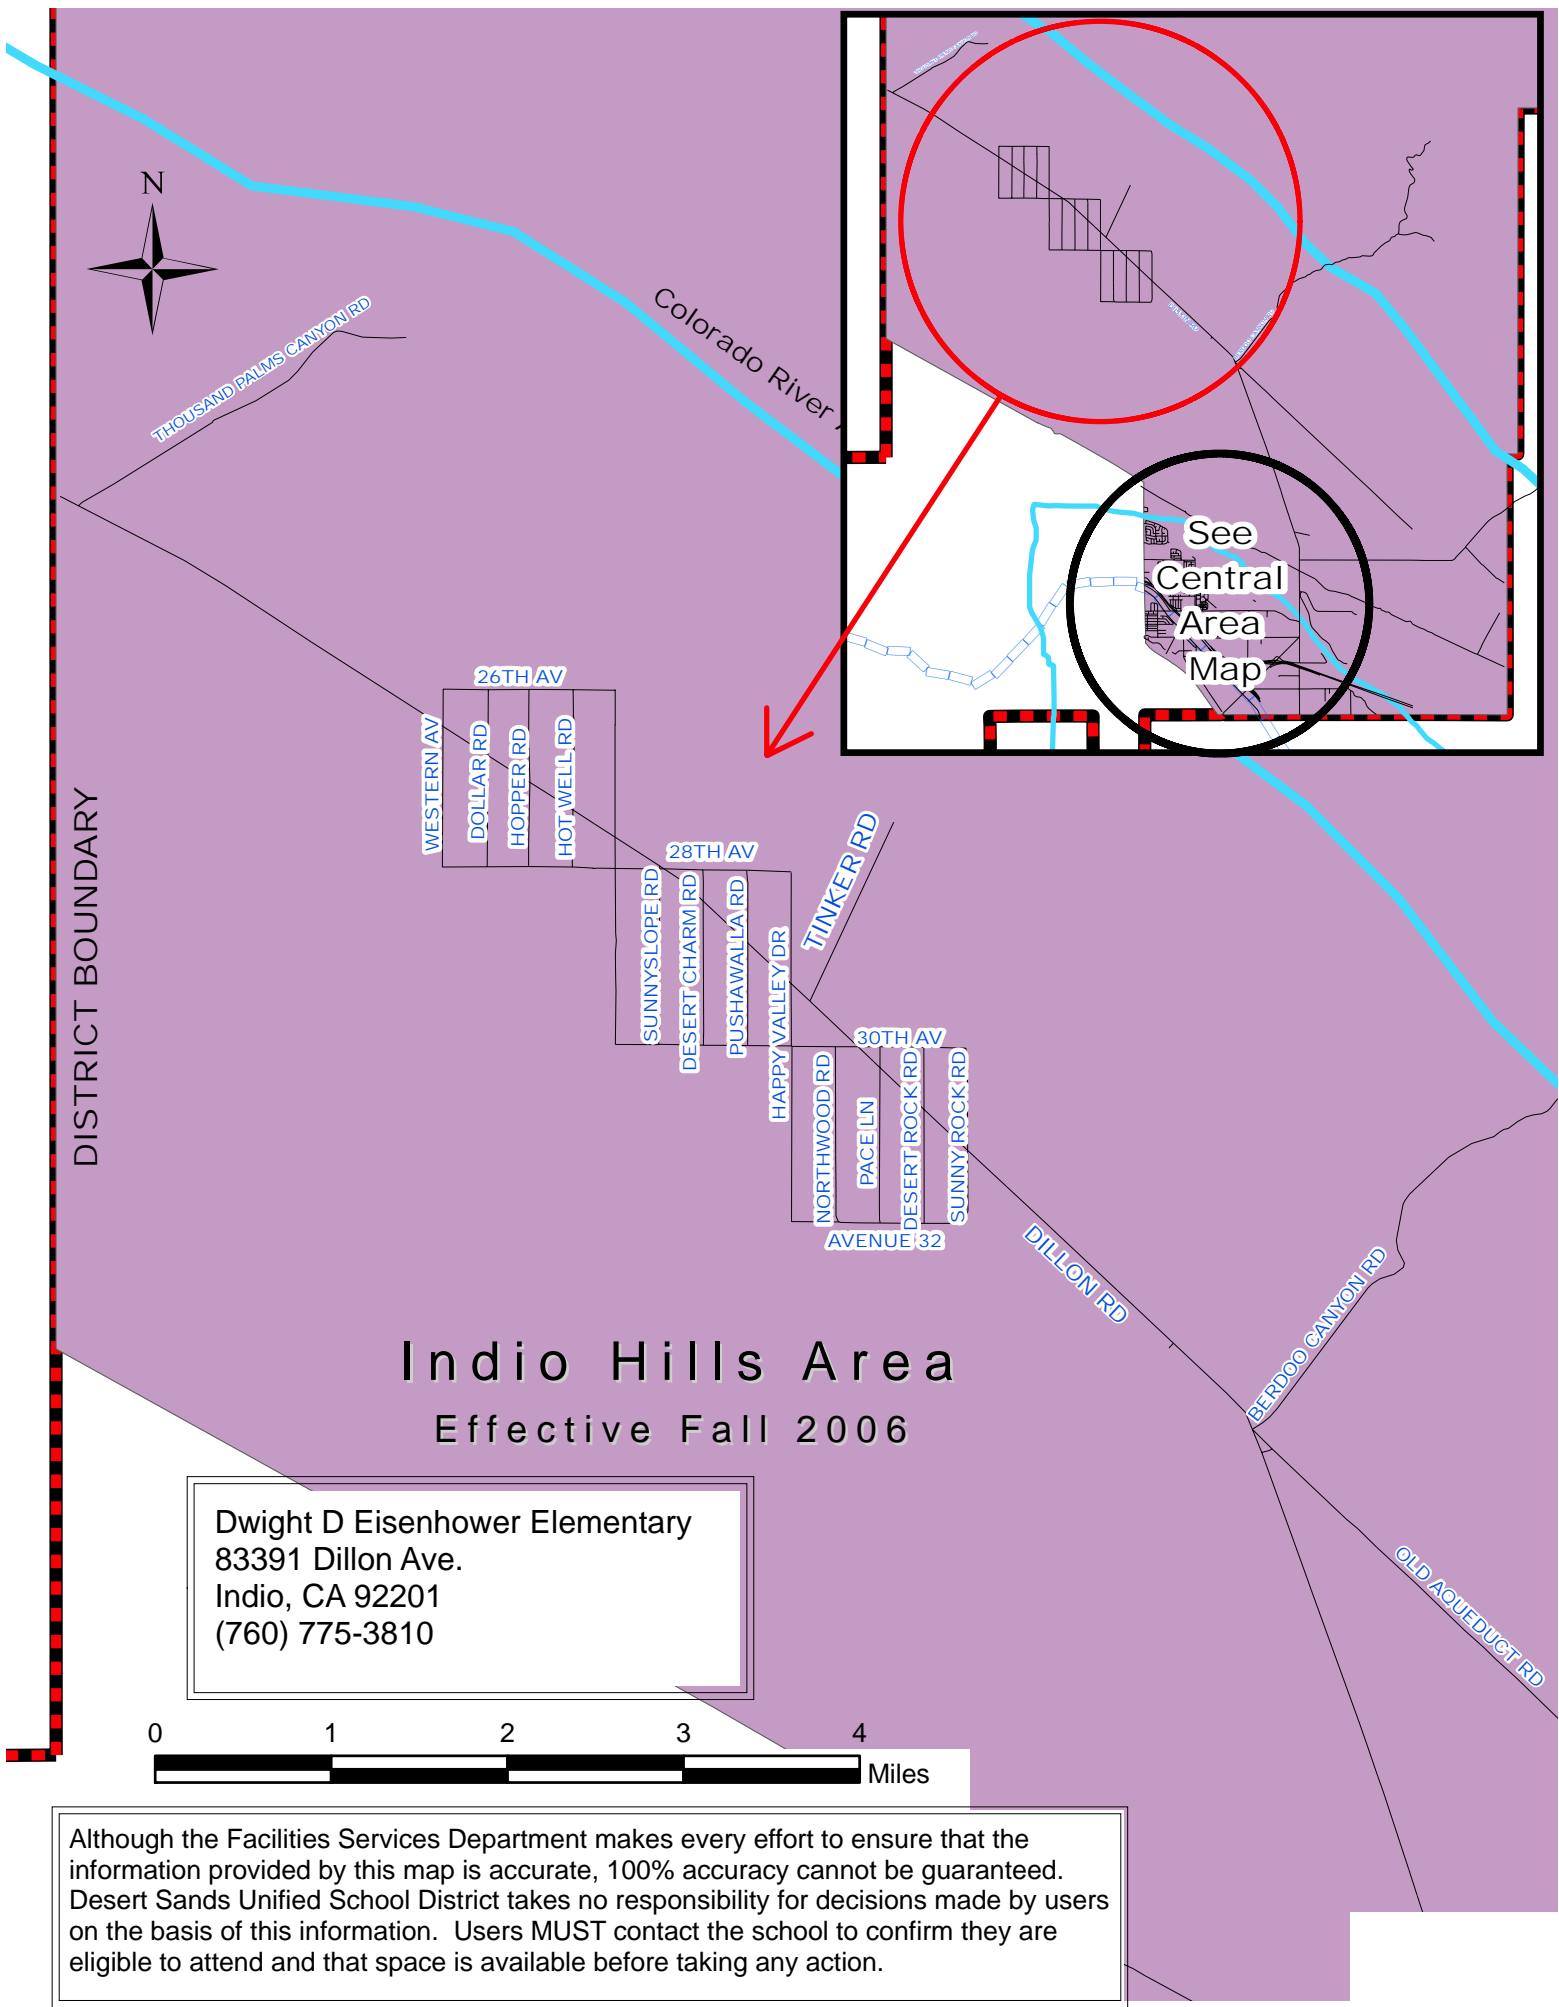 N
THOUSAND PALMS CANYON RD
Colorado River
See
Central
Area
Map
DISTRICT BOUNDARY
26TH AV
WESTERN AV
DOLLAR RD
HOPPER RD
HOT WELL RD
28TH AV
SUNNYSLOPE RD
DESERT CHARM RD
PUSHAWALLA RD
HAPPY VALLEY DR
TINKER RD
30TH AV
NORTHWOOD RD
PACE LN
DESERT ROCK RD
SUNNY ROCK RD
AVENUE 32
DILLON RD
BERDOO CANYON RD
OLD AQUEDUCT RD
Indio Hills Area
Effective Fall 2006
Dwight D Eisenhower Elementary
83391 Dillon Ave.
Indio, CA 92201
(760) 775-3810
0 1 2 3 4
Miles
Although the Facilities Services Department makes every effort to ensure that the
information provided by this map is accurate, 100% accuracy cannot be guaranteed.
Desert Sands Unified School District takes no responsibility for decisions made by users
on the basis of this information.  Users MUST contact the school to confirm they are
eligible to attend and that space is available before taking any action.